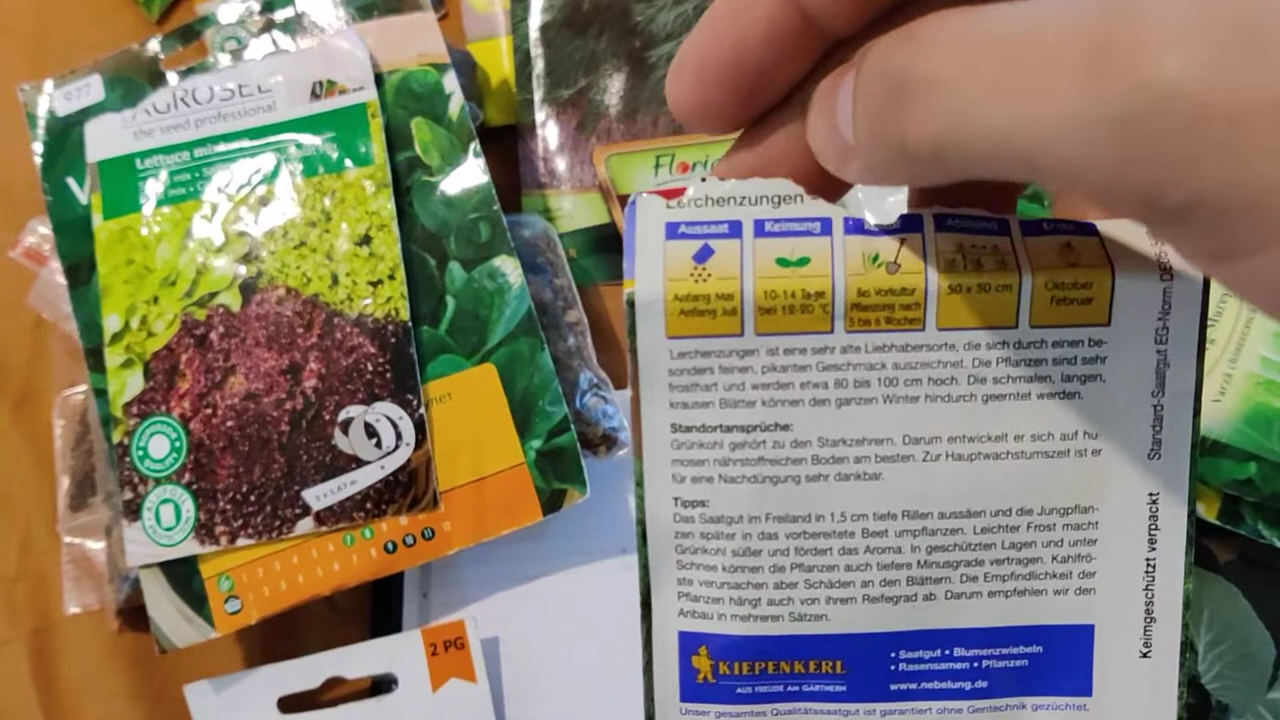 977
AGROSEL
the seed professional
Lettuce
mix
2 x 1,67 m
SUPERIOR
QUALITY
2 PG
Lerchenzungen
Aussaat
Anfang Mai
- Anfang Juli
Keimung
10-14 Tage
bei 12-20 °C
Bei Vorkultur
Pflanzung nach
5 bis 6 Wochen
50 x 50 cm
Oktober
Februar
Lerchenzungen ist eine sehr alte Liebhabersorte, die sich durch einen be-
sonders feinen, pikanten Geschmack auszeichnet. Die Pflanzen sind sehr
frosthart und werden etwa 80 bis 100 cm hoch. Die schmalen, langen,
krausen Blätter können den ganzen Winter hindurch geerntet werden.
Standortansprüche:
Grünkohl gehört zu den Starkzehrern. Darum entwickelt er sich auf hu-
mosen nährstoffreichen Boden am besten. Zur Hauptwachstumszeit ist er
für eine Nachdüngung sehr dankbar.
Tipps:
Das Saatgut im Freiland in 1,5 cm tiefe Rillen aussäen und die Jungpflan-
zen später in das vorbereitete Beet umpflanzen. Leichter Frost macht
Grünkohl süßer und fördert das Aroma. In geschützten Lagen und unter
Schnee können die Pflanzen auch tiefere Minusgrade vertragen. Kahlfrö-
ste verursachen aber Schäden an den Blättern. Die Empfindlichkeit der
Pflanzen hängt auch von ihrem Reifegrad ab. Darum empfehlen wir den
Anbau in mehreren Sätzen.
KIEPENKERL
AUS FREUDE AM GÄRTNERN
• Saatgut • Blumenzwiebeln
• Rasensamen • Pflanzen
www.nebelung.de
Unser gesamtes Qualitätssaatgut ist garantiert ohne Gentechnik gezüchtet.
Keimgeschützt verpackt
Standard-Saatgut EG-Norm